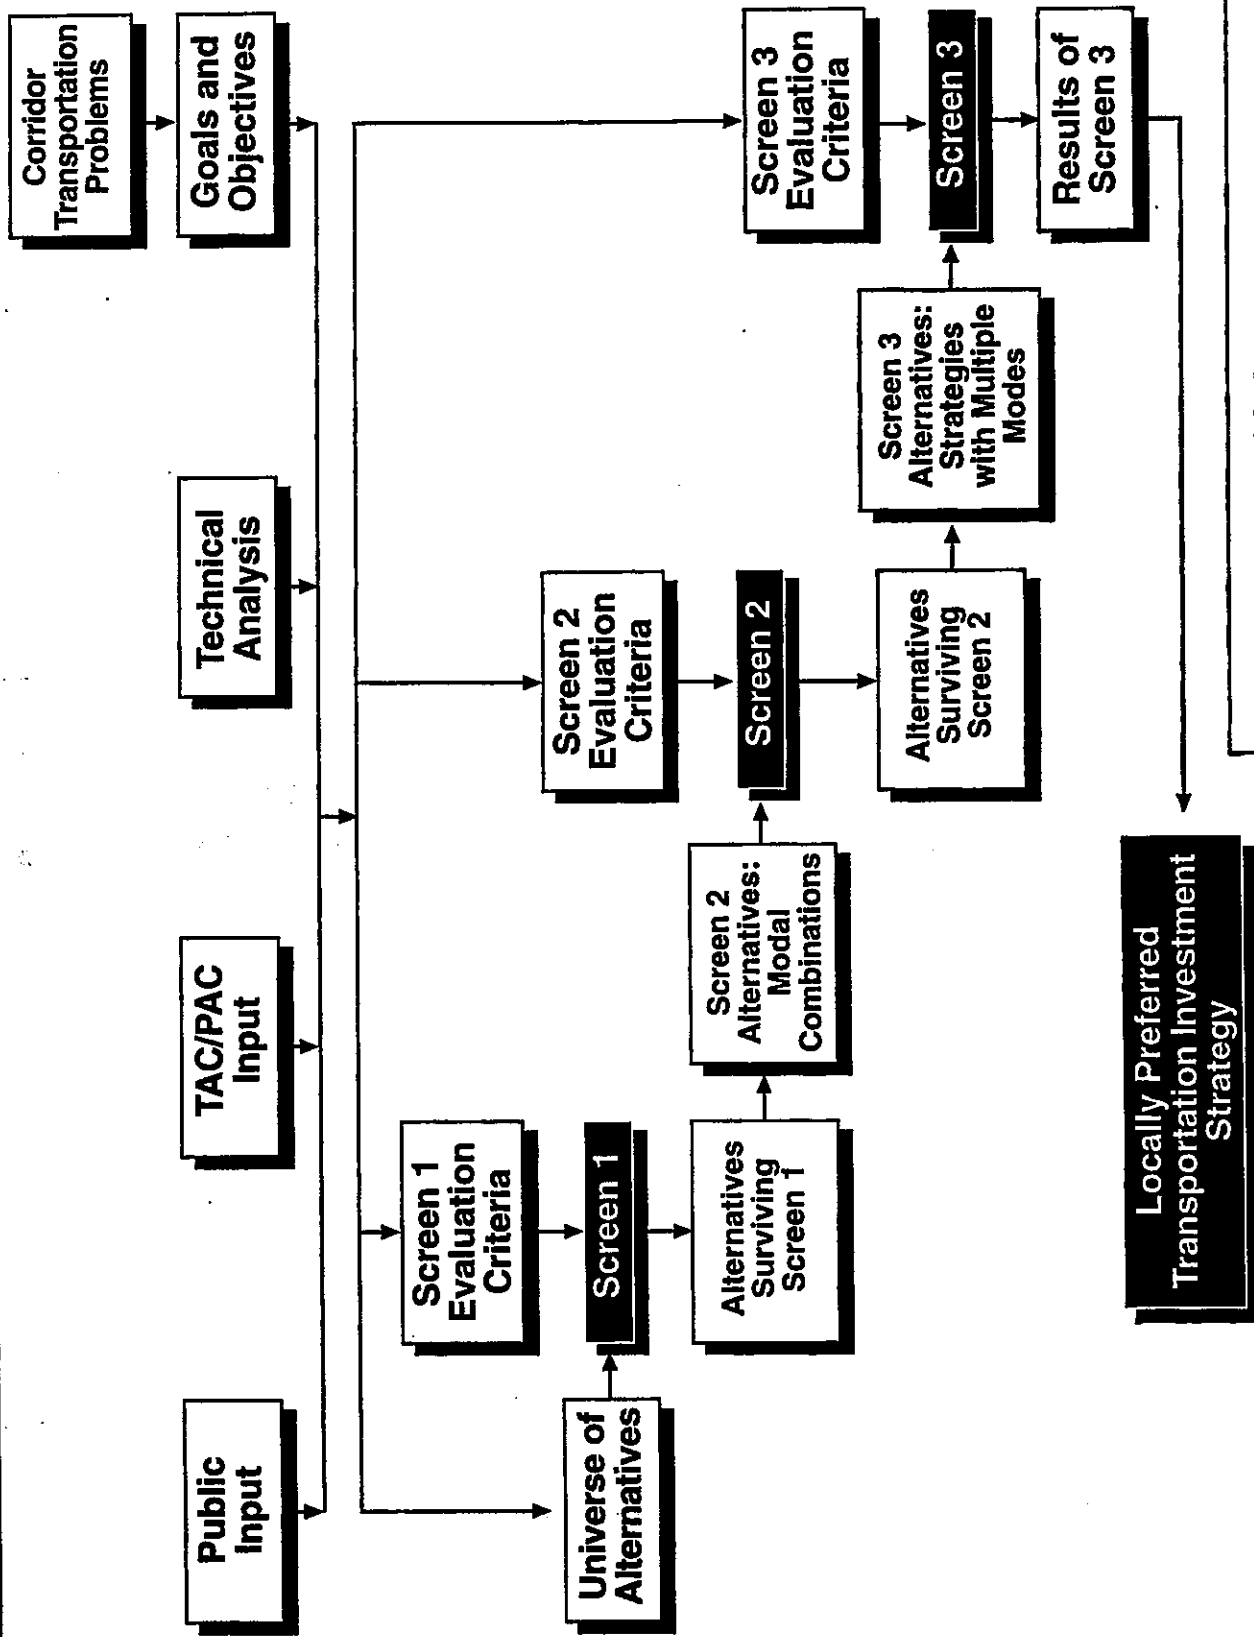 Corridor
Transportation
Problems
Public
Input
TAC/PAC
Input
Technical
Analysis
Goals and
Objectives
Screen 1
Evaluation
Criteria
Universe of
Alternatives
Screen 1
Alternatives
Surviving
Screen 1
Screen 2
Evaluation
Criteria
Screen 2
Alternatives:
Modal
Combinations
Screen 2
Alternatives
Surviving
Screen 2
Screen 3
Evaluation
Criteria
Screen 3
Alternatives:
Strategies
with Multiple
Modes
Screen 3
Results of
Screen 3
Locally Preferred
Transportation Investment
Strategy